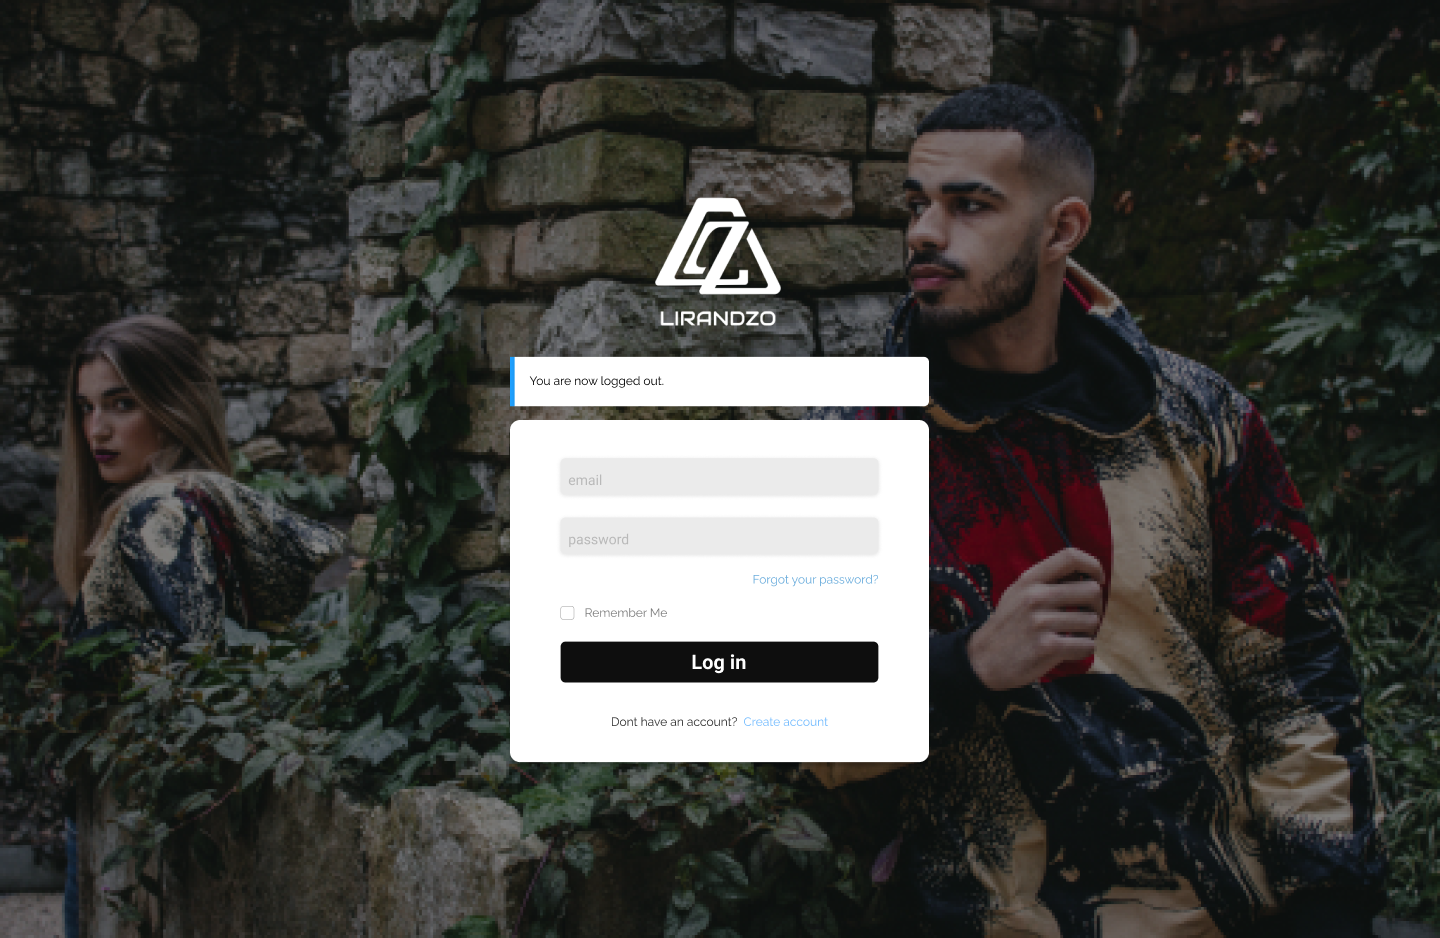 LIRANDZO
You are now logged out.
email
password
Forgot your password?
Remember Me
Log in
Dont have an account? Create account